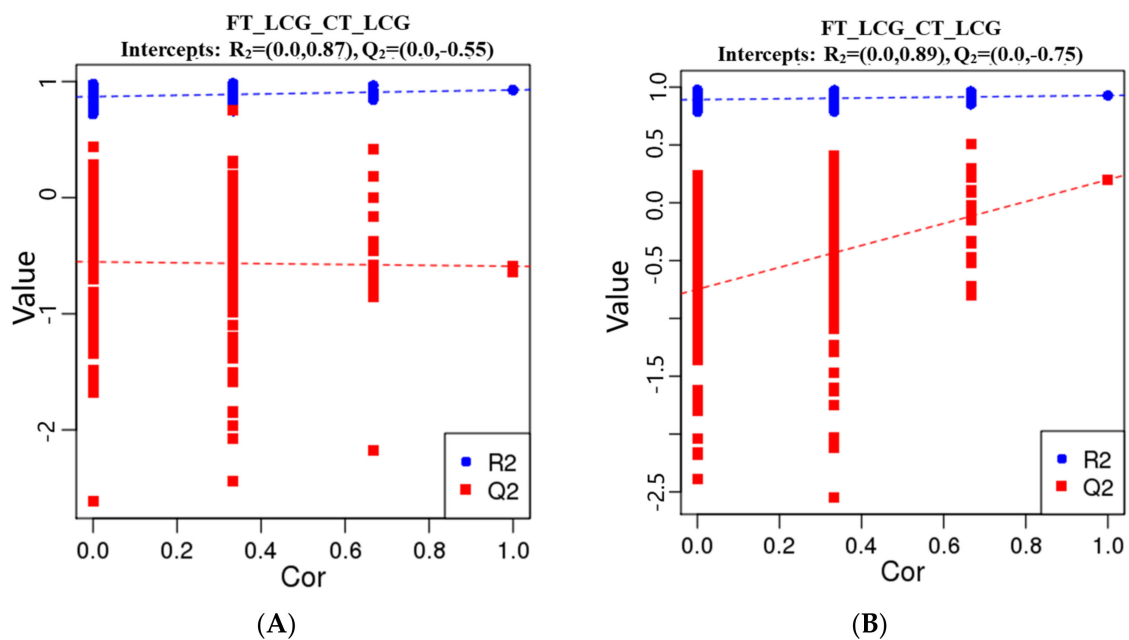 FT_LCG_CT_LCG
Intercepts: R₂=(0.0,0.87), Q₂=(0.0,-0.55)
1
0
-1
-2
Value
R2
Q2
0.0 0.2 0.4 0.6 0.8 1.0
Cor
(A)
FT_LCG_CT_LCG
Intercepts: R₂=(0.0,0.89), Q₂=(0.0,-0.75)
1.0
0.5
0.0
-0.5
-1.5
-2.5
Value
R2
Q2
0.0 0.2 0.4 0.6 0.8 1.0
Cor
(B)